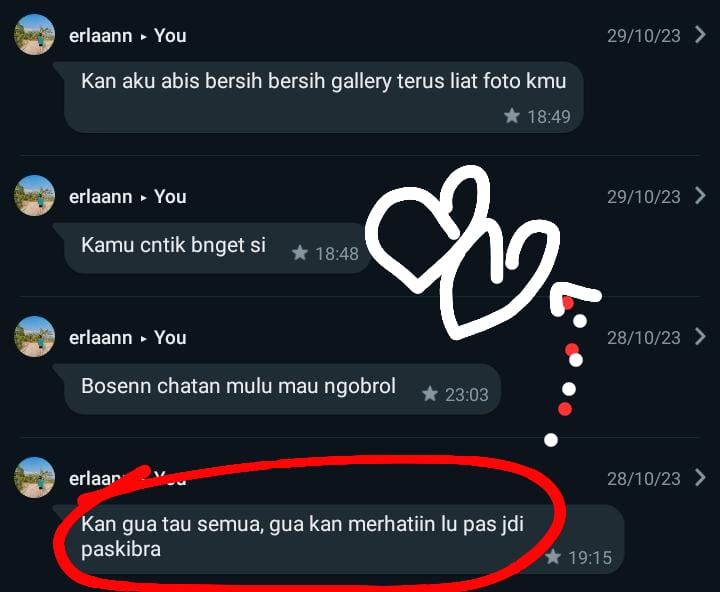 erlaann ▸ You 29/10/23
Kan aku abis bersih bersih gallery terus liat foto kmu
18:49
erlaann ▸ You 29/10/23
Kamu cntik bnget si 18:48
erlaann ▸ You 28/10/23
Bosenn chatan mulu mau ngobrol 23:03
erlaann ▸ You 28/10/23
Kan gua tau semua, gua kan merhatiin lu pas jdi
paskibra 19:15